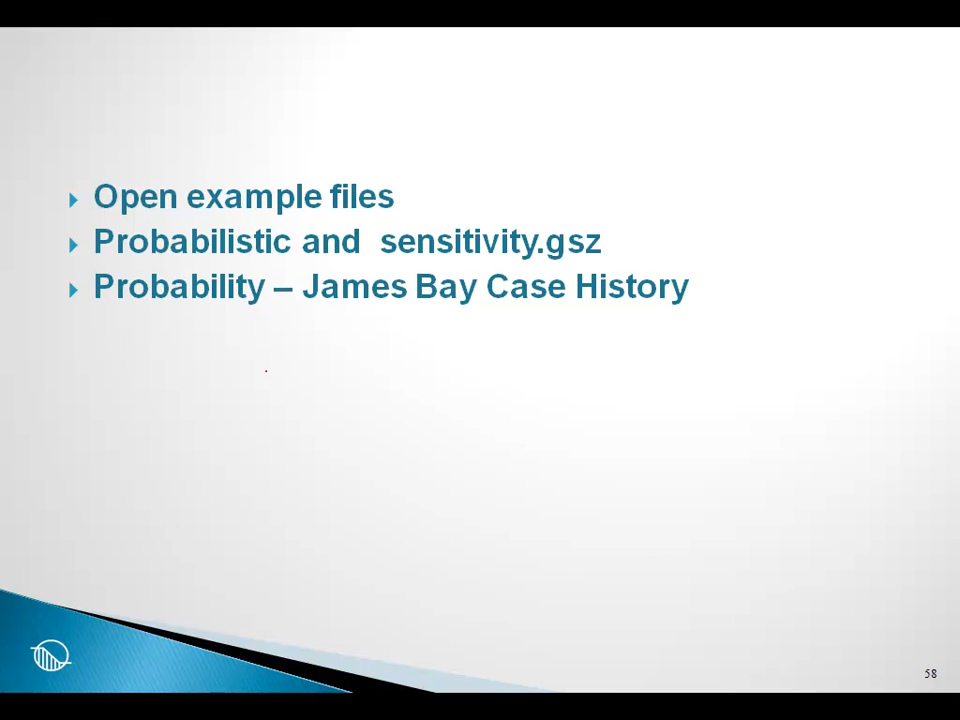 Open example files
Probabilistic and  sensitivity.gsz
Probability – James Bay Case History
58